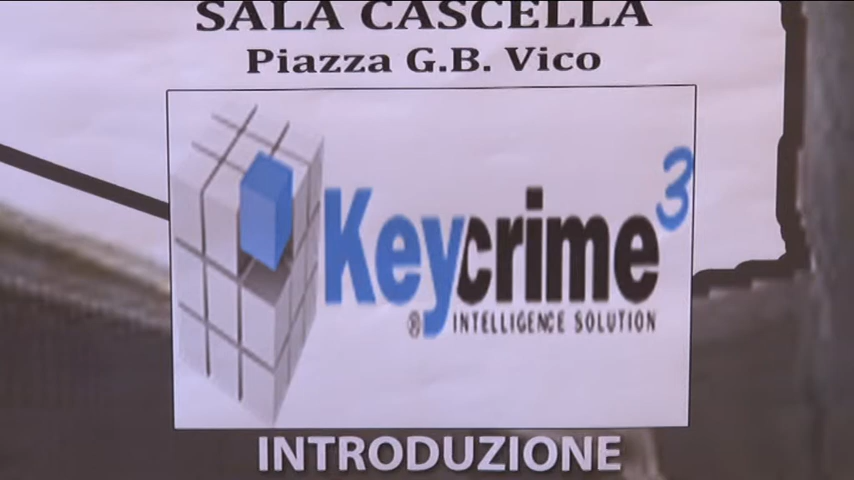 SALA CASCELLA
Piazza G.B. Vico
Keycrime3
® INTELLIGENCE SOLUTION
INTRODUZIONE